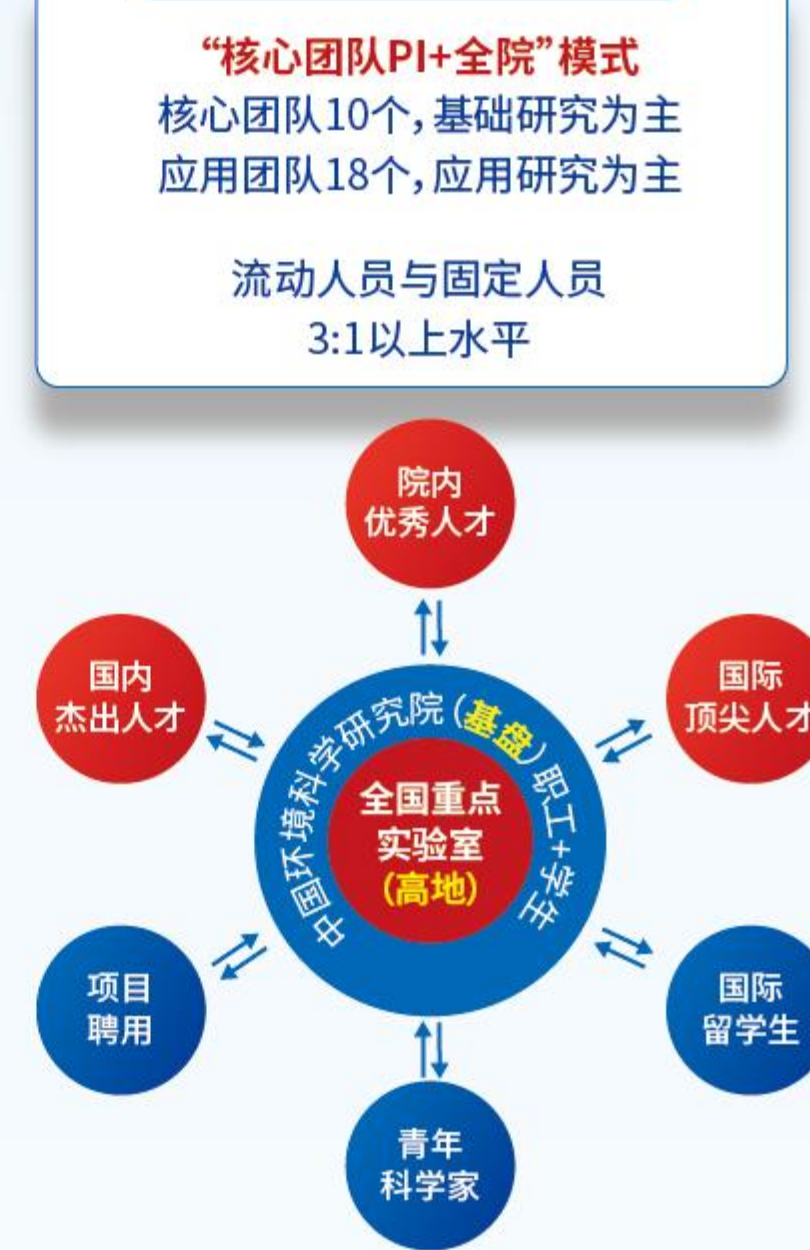 “核心团队PI+全院”模式
核心团队10个，基础研究为主
应用团队18个，应用研究为主
流动人员与固定人员
3:1以上水平
院内
优秀人才
国内
杰出人才
国际
顶尖人才
中国环境科学研究院（基盘）职工+学生
全国重点
实验室
（高地）
项目
聘用
国际
留学生
青年
科学家